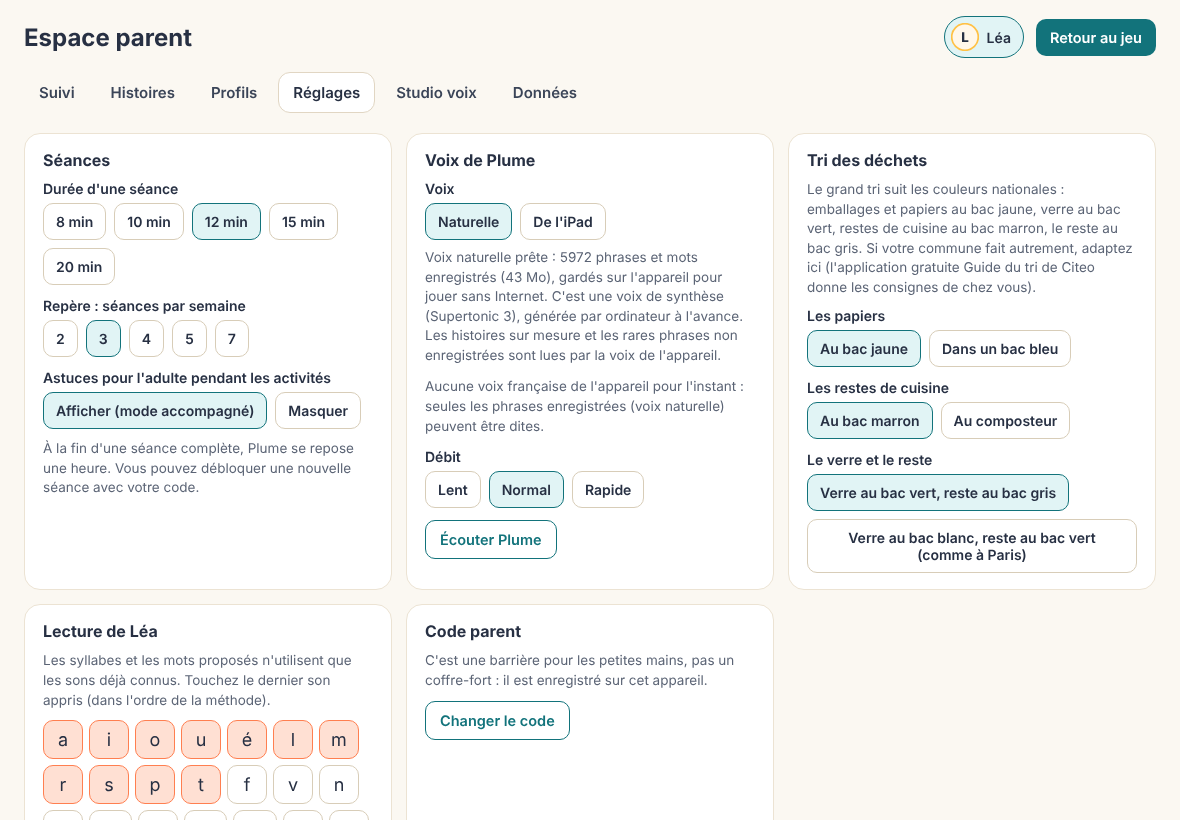 Espace parent
L Léa
Retour au jeu
Suivi Histoires Profils Réglages Studio voix Données
Séances
Durée d'une séance
8 min 10 min 12 min 15 min
20 min
Repère : séances par semaine
2 3 4 5 7
Astuces pour l'adulte pendant les activités
Afficher (mode accompagné) Masquer
À la fin d'une séance complète, Plume se repose
une heure. Vous pouvez débloquer une nouvelle
séance avec votre code.
Voix de Plume
Voix
Naturelle De l'iPad
Voix naturelle prête : 5972 phrases et mots
enregistrés (43 Mo), gardés sur l'appareil pour
jouer sans Internet. C'est une voix de synthèse
(Supertonic 3), générée par ordinateur à l'avance.
Les histoires sur mesure et les rares phrases non
enregistrées sont lues par la voix de l'appareil.
Aucune voix française de l'appareil pour l'instant :
seules les phrases enregistrées (voix naturelle)
peuvent être dites.
Débit
Lent Normal Rapide
Écouter Plume
Tri des déchets
Le grand tri suit les couleurs nationales :
emballages et papiers au bac jaune, verre au bac
vert, restes de cuisine au bac marron, le reste au
bac gris. Si votre commune fait autrement, adaptez
ici (l'application gratuite Guide du tri de Citeo
donne les consignes de chez vous).
Les papiers
Au bac jaune Dans un bac bleu
Les restes de cuisine
Au bac marron Au composteur
Le verre et le reste
Verre au bac vert, reste au bac gris
Verre au bac blanc, reste au bac vert
(comme à Paris)
Lecture de Léa
Les syllabes et les mots proposés n'utilisent que
les sons déjà connus. Touchez le dernier son
appris (dans l'ordre de la méthode).
a i o u é l m
r s p t f v n
Code parent
C'est une barrière pour les petites mains, pas un
coffre-fort : il est enregistré sur cet appareil.
Changer le code